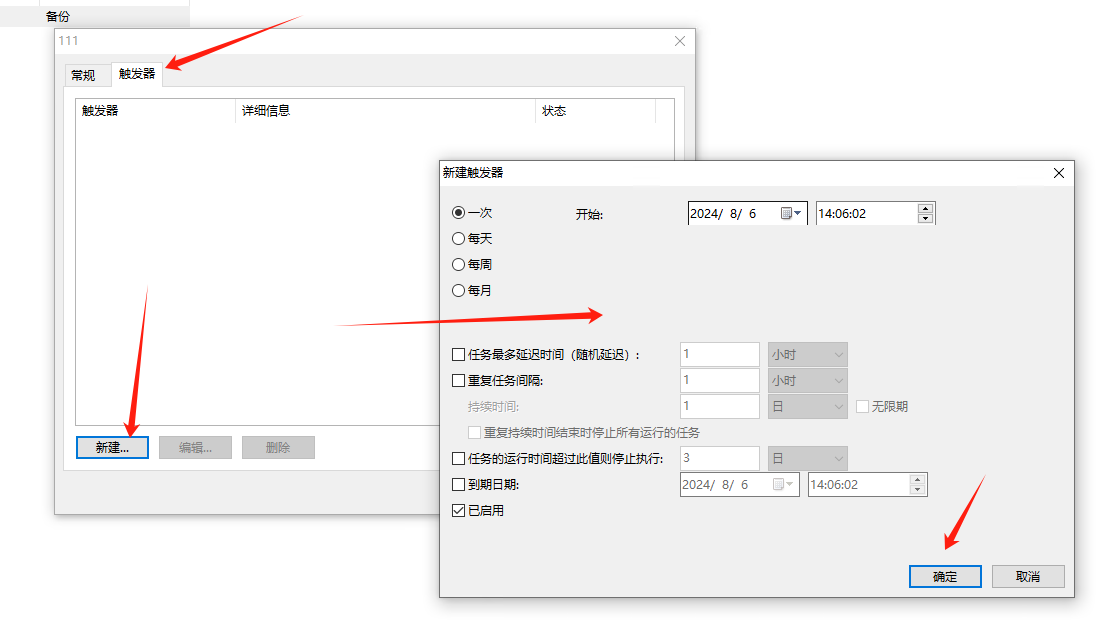 备份
111
常规 触发器
触发器 详细信息 状态
新建... 编辑... 删除
新建触发器
一次 开始: 2024/ 8/ 6 14:06:02
每天
每周
每月
任务最多延迟时间（随机延迟）: 1 小时
重复任务间隔: 1 小时
持续时间: 1 日 无限期
重复持续时间结束时停止所有运行的任务
任务的运行时间超过此值则停止执行: 3 日
到期日期: 2024/ 8/ 6 14:06:02
已启用
确定 取消